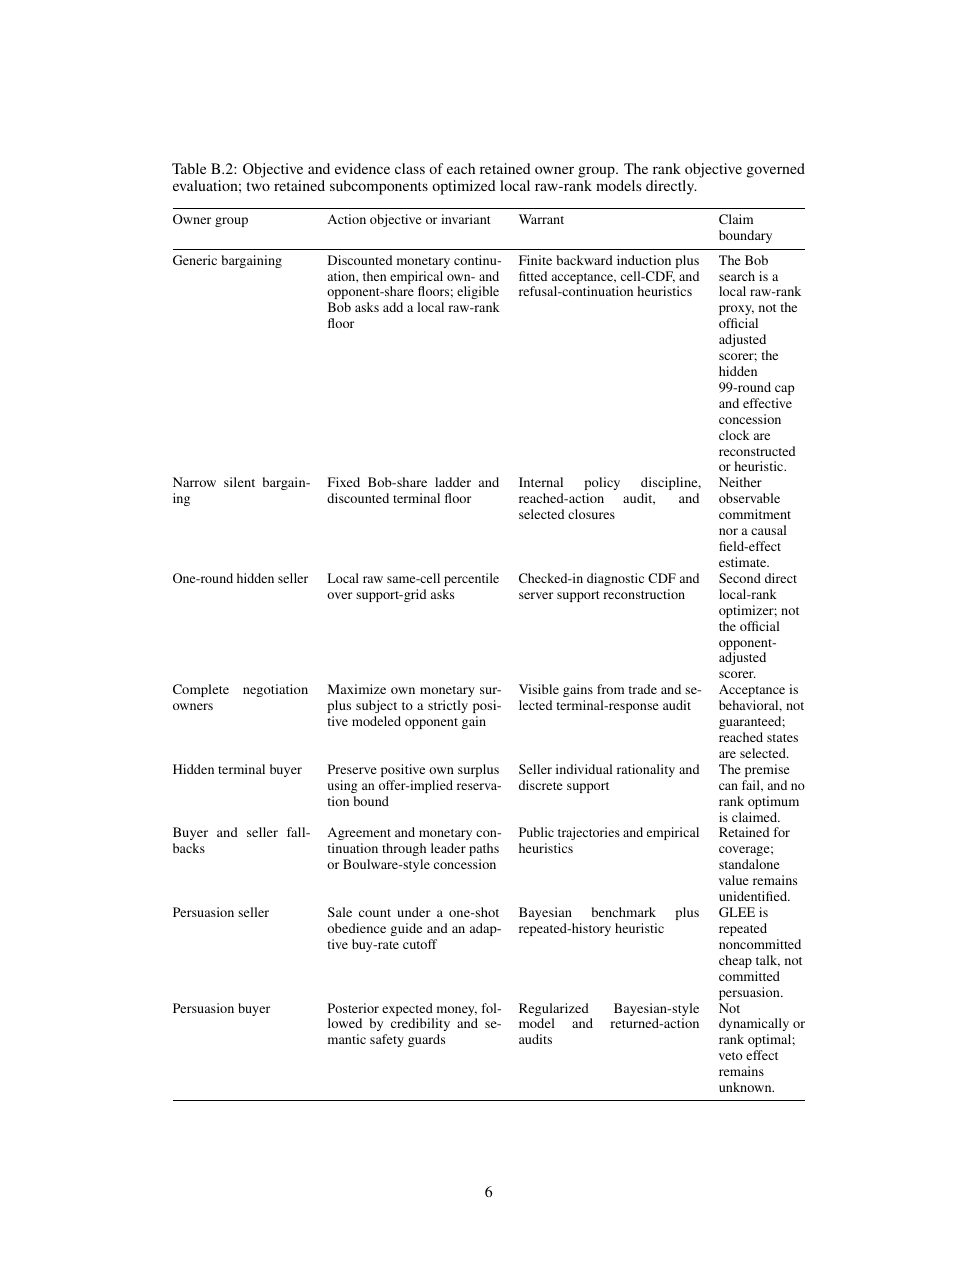 Table B.2: Objective and evidence class of each retained owner group. The rank objective governed
evaluation; two retained subcomponents optimized local raw-rank models directly.
Owner group Action objective or invariant Warrant Claim
boundary
Generic bargaining Discounted monetary continu- Finite backward induction plus The Bob
ation, then empirical own- and fitted acceptance, cell-CDF, and search is a
opponent-share floors; eligible refusal-continuation heuristics local raw-rank
Bob asks add a local raw-rank proxy, not the
floor official
adjusted
scorer; the
hidden
99-round cap
and effective
concession
clock are
reconstructed
or heuristic.
Narrow silent bargain- Fixed Bob-share ladder and Internal policy discipline, Neither
ing discounted terminal floor reached-action audit, and observable
selected closures commitment
nor a causal
field-effect
estimate.
One-round hidden seller Local raw same-cell percentile Checked-in diagnostic CDF and Second direct
over support-grid asks server support reconstruction local-rank
optimizer; not
the official
opponent-
adjusted
scorer.
Complete negotiation Maximize own monetary sur- Visible gains from trade and se- Acceptance is
owners plus subject to a strictly posi- lected terminal-response audit behavioral, not
tive modeled opponent gain guaranteed;
reached states
are selected.
Hidden terminal buyer Preserve positive own surplus Seller individual rationality and The premise
using an offer-implied reserva- discrete support can fail, and no
tion bound rank optimum
is claimed.
Buyer and seller fall- Agreement and monetary con- Public trajectories and empirical Retained for
backs tinuation through leader paths heuristics coverage;
or Boulware-style concession standalone
value remains
unidentified.
Persuasion seller Sale count under a one-shot Bayesian benchmark plus GLEE is
obedience guide and an adap- repeated-history heuristic repeated
tive buy-rate cutoff noncommitted
cheap talk, not
committed
persuasion.
Persuasion buyer Posterior expected money, fol- Regularized Bayesian-style Not
lowed by credibility and se- model and returned-action dynamically or
mantic safety guards audits rank optimal;
veto effect
remains
unknown.
6